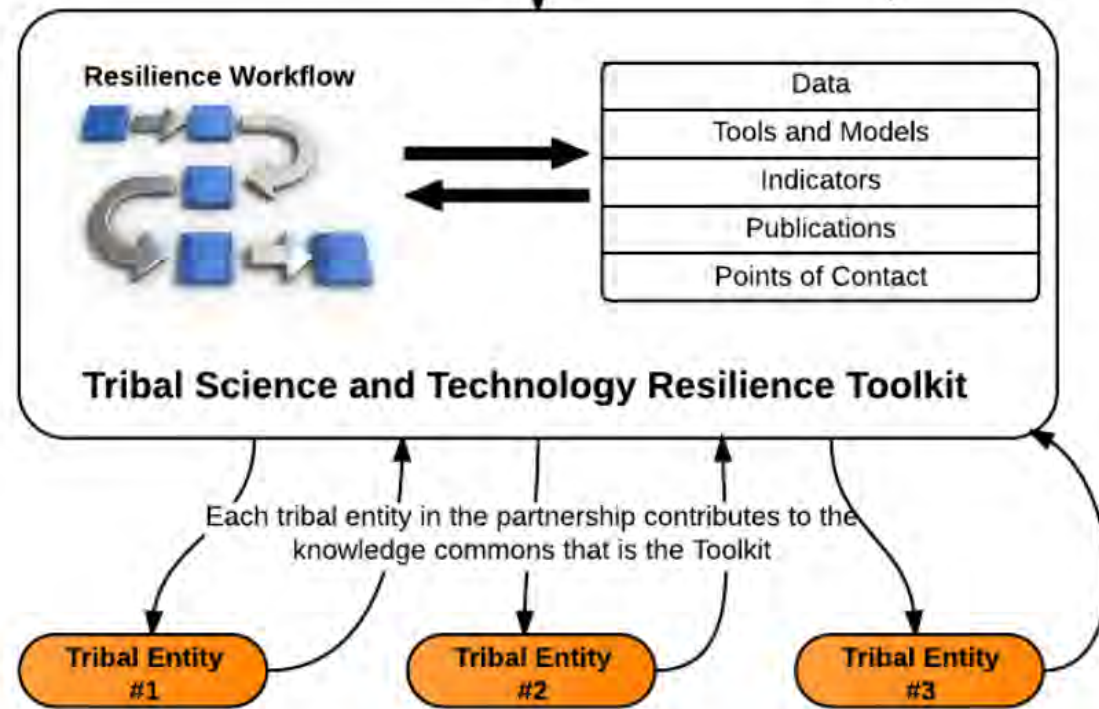 Resilience Workflow
Data
Tools and Models
Indicators
Publications
Points of Contact
Tribal Science and Technology Resilience Toolkit
Each tribal entity in the partnership contributes to the
knowledge commons that is the Toolkit
Tribal Entity
#1
Tribal Entity
#2
Tribal Entity
#3